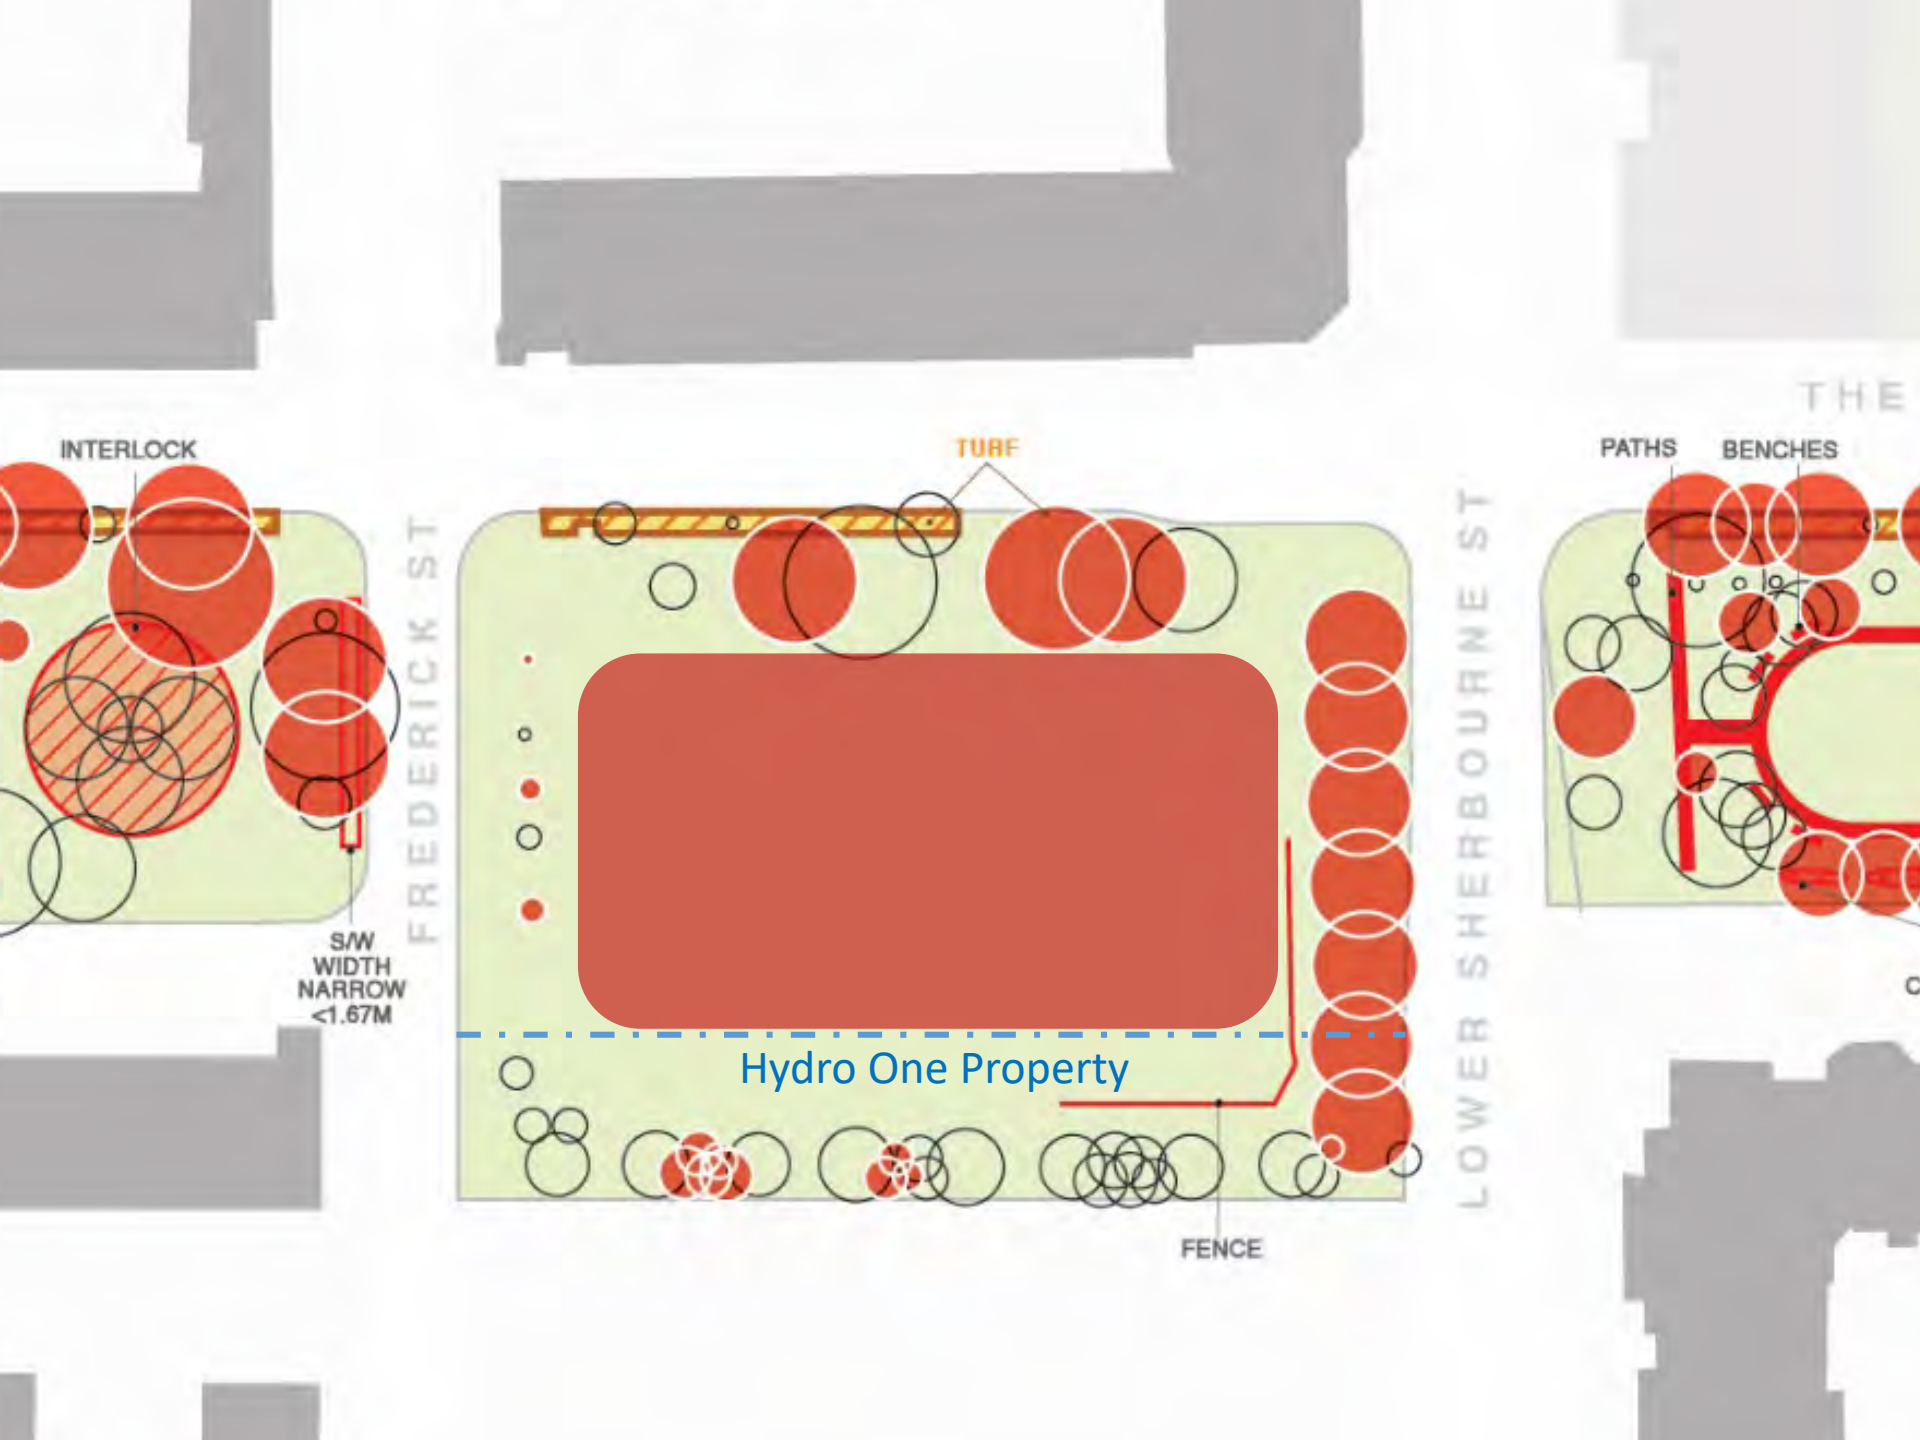 THE
INTERLOCK
TURF
PATHS
BENCHES
FREDERICK ST
LOWER SHERBOURNE ST
S/W
WIDTH
NARROW
<1.67M
Hydro One Property
FENCE